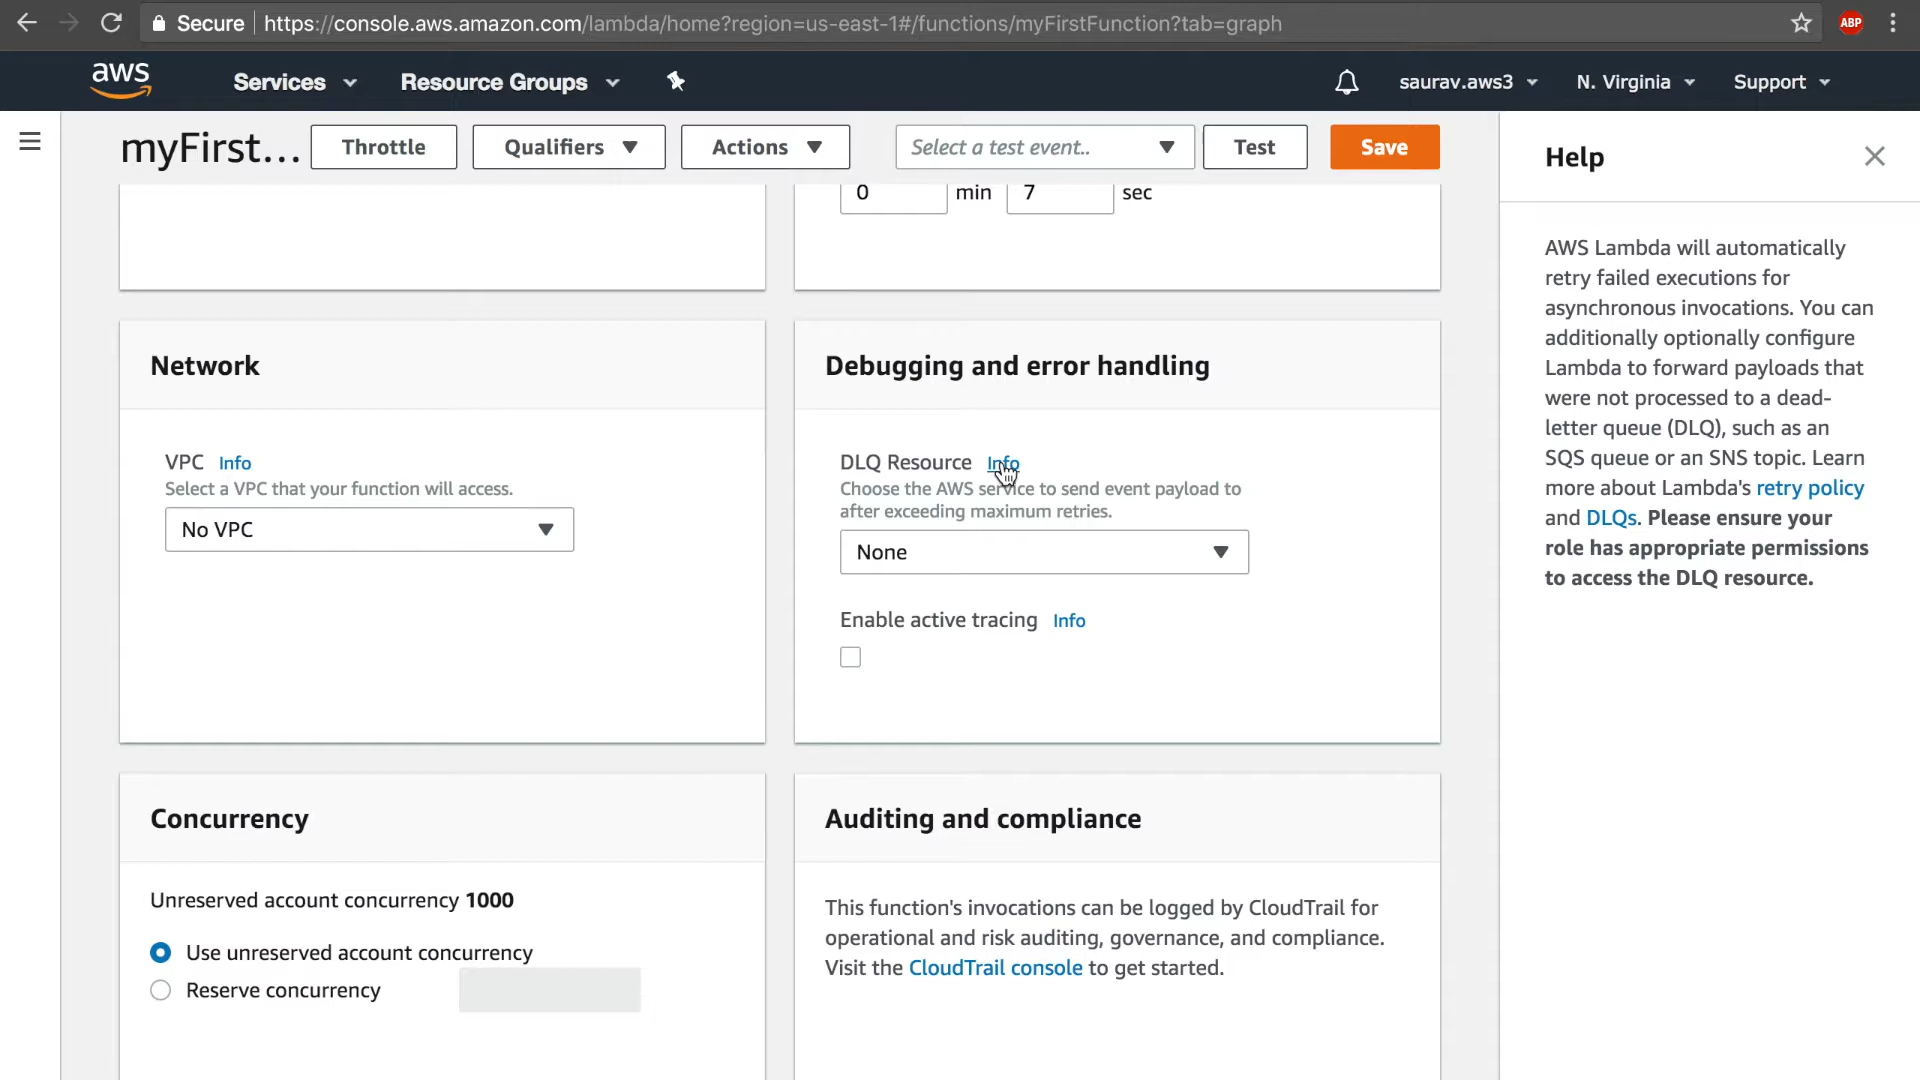 Secure https://console.aws.amazon.com/lambda/home?region=us-east-1#/functions/myFirstFunction?tab=graph
ABP
aws Services Resource Groups saurav.aws3 N. Virginia Support
myFirst... Throttle Qualifiers Actions Select a test event.. Test Save
0 min 7 sec
Network
VPC Info
Select a VPC that your function will access.
No VPC
Debugging and error handling
DLQ Resource Info
Choose the AWS service to send event payload to
after exceeding maximum retries.
None
Enable active tracing Info
Concurrency
Unreserved account concurrency 1000
Use unreserved account concurrency
Reserve concurrency
Auditing and compliance
This function's invocations can be logged by CloudTrail for
operational and risk auditing, governance, and compliance.
Visit the CloudTrail console to get started.
Help
AWS Lambda will automatically
retry failed executions for
asynchronous invocations. You can
additionally optionally configure
Lambda to forward payloads that
were not processed to a dead-
letter queue (DLQ), such as an
SQS queue or an SNS topic. Learn
more about Lambda's retry policy
and DLQs. Please ensure your
role has appropriate permissions
to access the DLQ resource.